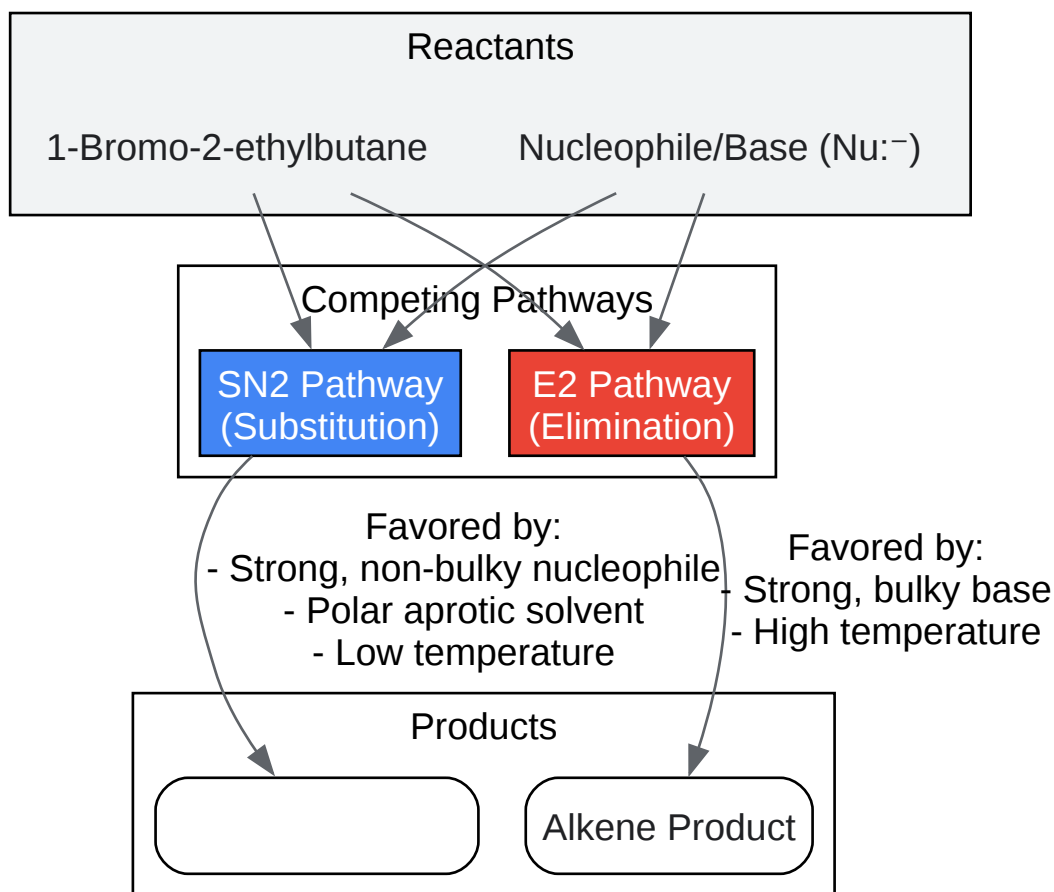 Reactants
1-Bromo-2-ethylbutane
Nucleophile/Base (Nu:⁻)
Competing Pathways
SN2 Pathway
(Substitution)
E2 Pathway
(Elimination)
Favored by:
- Strong, non-bulky nucleophile
- Polar aprotic solvent
- Low temperature
Favored by:
- Strong, bulky base
- High temperature
Products
Alkene Product